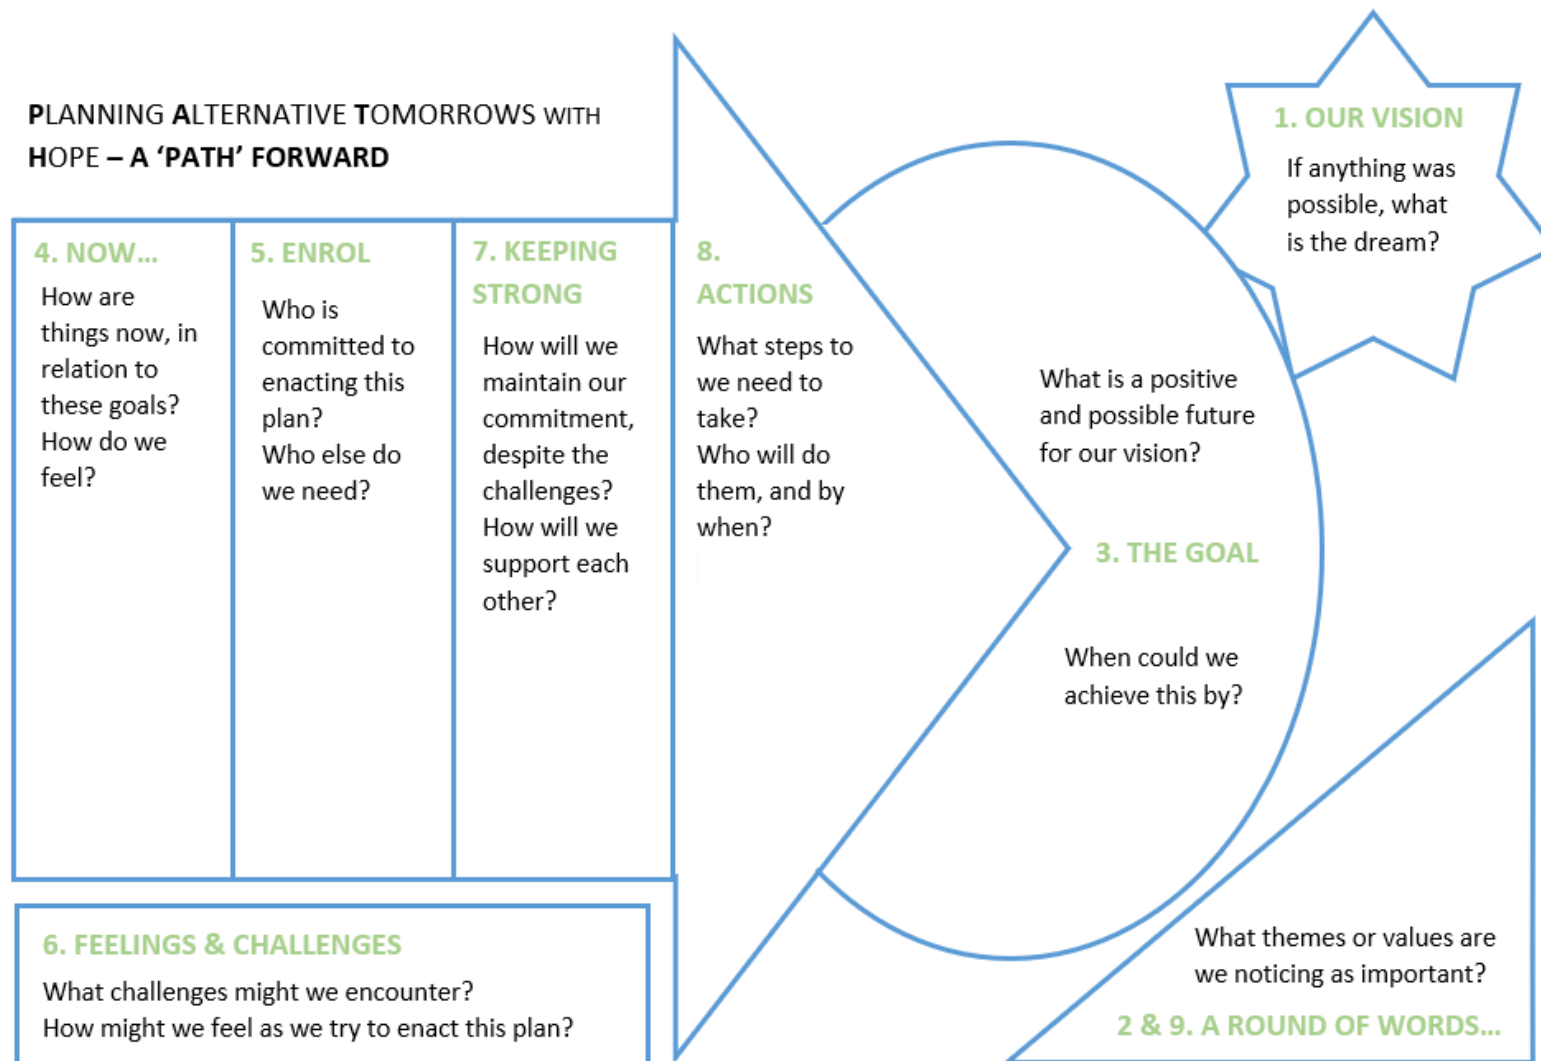 PLANNING ALTERNATIVE TOMORROWS WITH
HOPE – A ‘PATH’ FORWARD
4. NOW...
How are
things now, in
relation to
these goals?
How do we
feel?
5. ENROL
Who is
committed to
enacting this
plan?
Who else do
we need?
7. KEEPING
STRONG
How will we
maintain our
commitment,
despite the
challenges?
How will we
support each
other?
8.
ACTIONS
What steps to
we need to
take?
Who will do
them, and by
when?
What is a positive
and possible future
for our vision?
3. THE GOAL
When could we
achieve this by?
1. OUR VISION
If anything was
possible, what
is the dream?
6. FEELINGS & CHALLENGES
What challenges might we encounter?
How might we feel as we try to enact this plan?
What themes or values are
we noticing as important?
2 & 9. A ROUND OF WORDS...